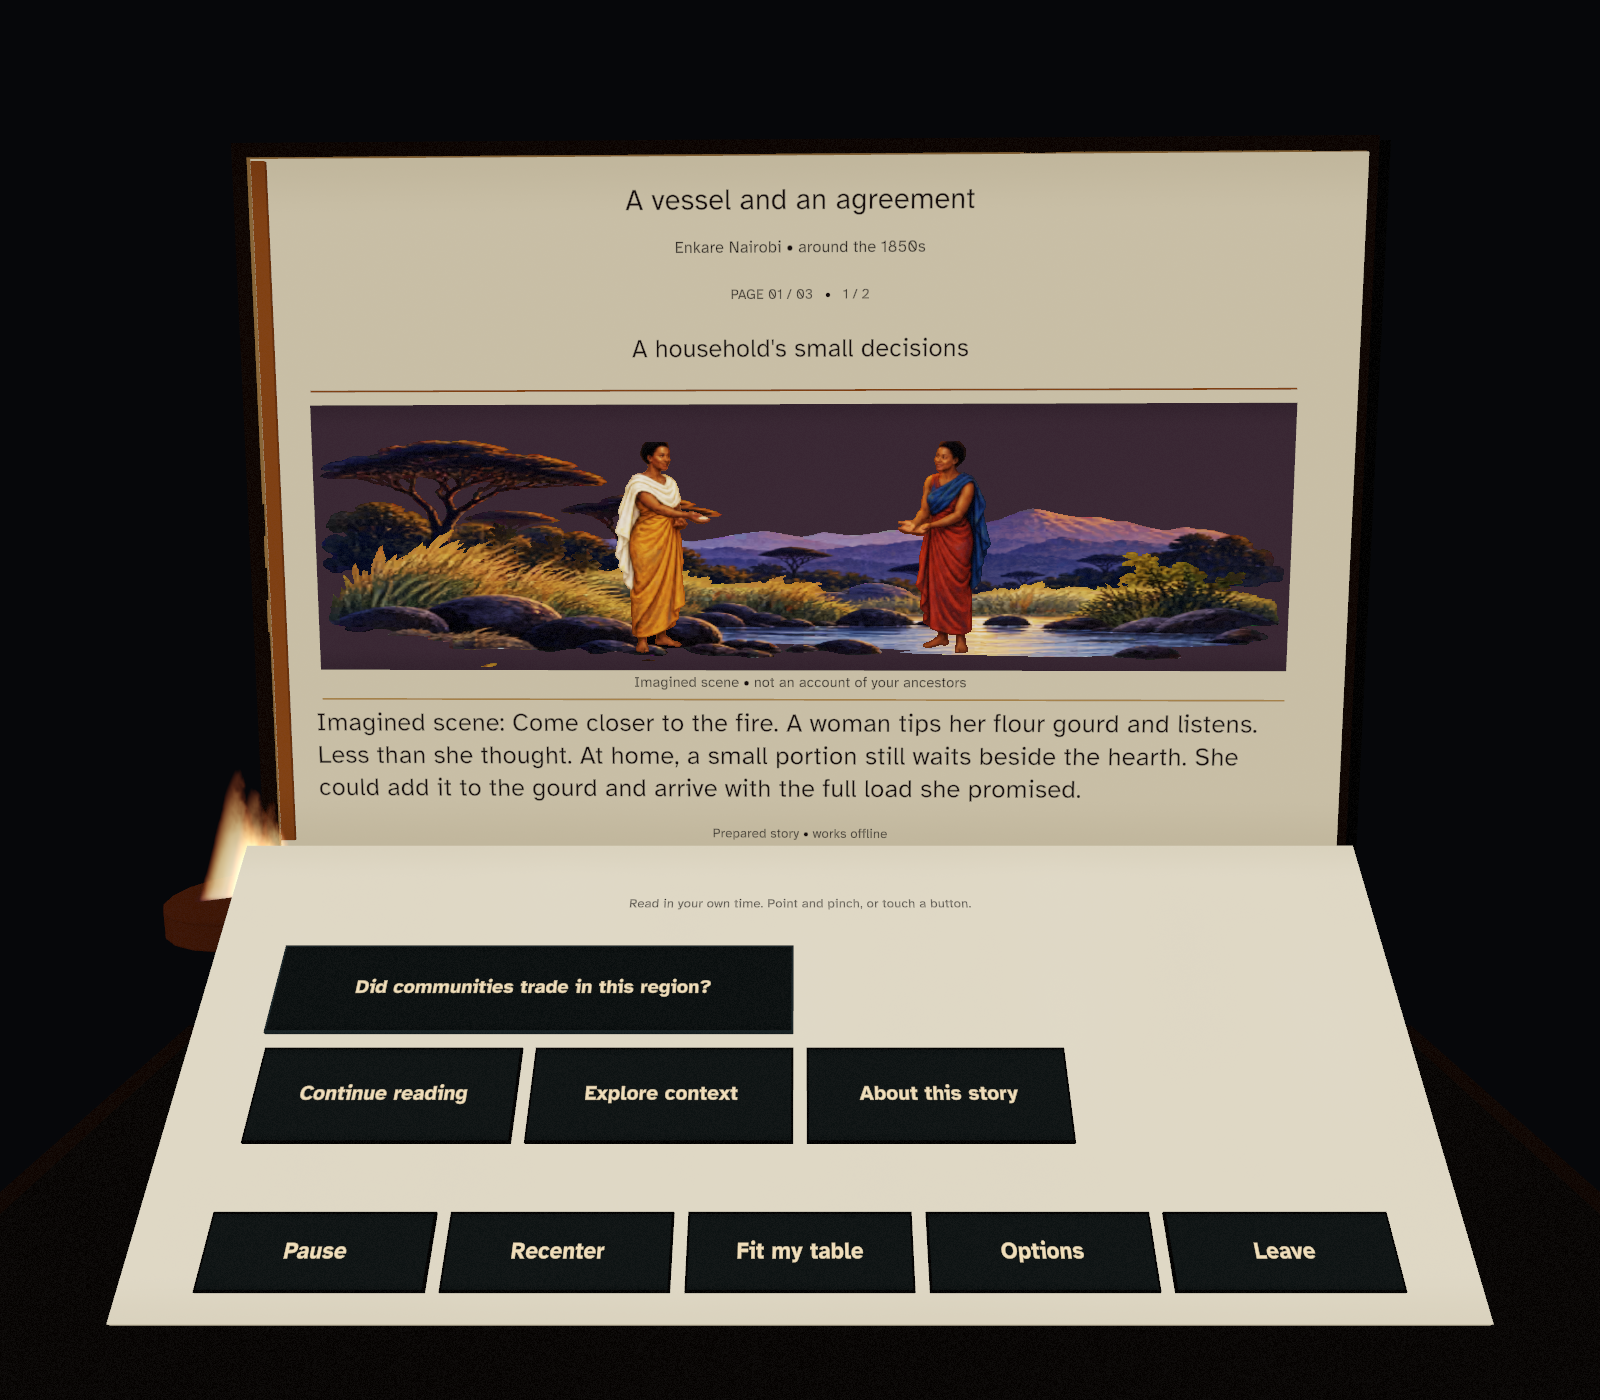 A vessel and an agreement
Enkare Nairobi • around the 1850s
PAGE 01 / 03 • 1 / 2
A household's small decisions
Imagined scene • not an account of your ancestors
Imagined scene: Come closer to the fire. A woman tips her flour gourd and listens.
Less than she thought. At home, a small portion still waits beside the hearth. She
could add it to the gourd and arrive with the full load she promised.
Prepared story • works offline
Read in your own time. Point and pinch, or touch a button.
Did communities trade in this region?
Continue reading
Explore context
About this story
Pause
Recenter
Fit my table
Options
Leave